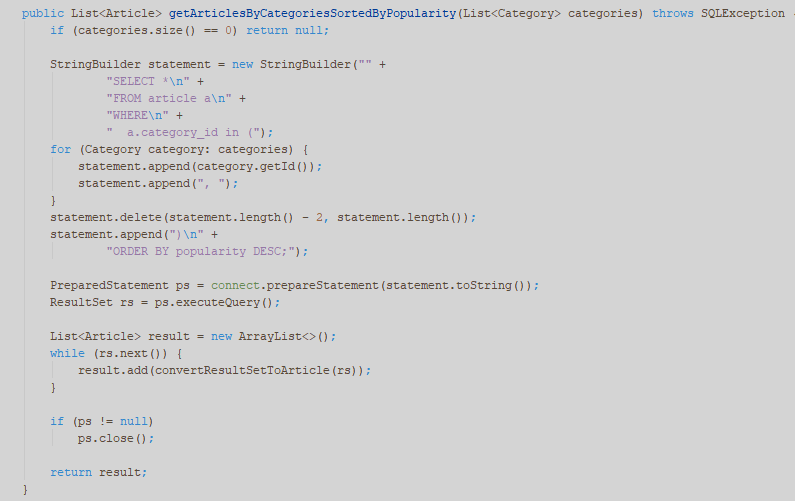 public List<Article> getArticlesByCategoriesSortedByPopularity(List<Category> categories) throws SQLException
    if (categories.size() == 0) return null;

    StringBuilder statement = new StringBuilder("" +
            "SELECT *\n" +
            "FROM article a\n" +
            "WHERE\n" +
            "  a.category_id in (");
    for (Category category: categories) {
        statement.append(category.getId());
        statement.append(", ");
    }
    statement.delete(statement.length() - 2, statement.length());
    statement.append(")\n" +
            "ORDER BY popularity DESC;");

    PreparedStatement ps = connect.prepareStatement(statement.toString());
    ResultSet rs = ps.executeQuery();

    List<Article> result = new ArrayList<>();
    while (rs.next()) {
        result.add(convertResultSetToArticle(rs));
    }

    if (ps != null)
        ps.close();

    return result;
}